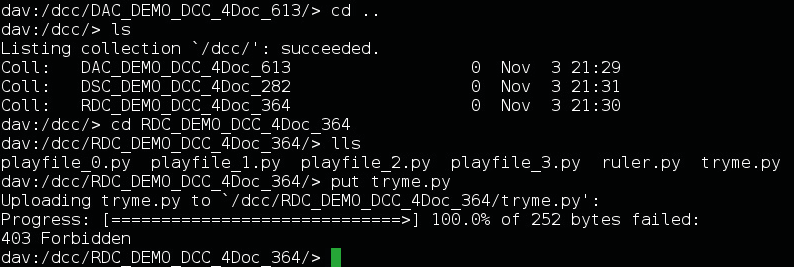 dav:/dcc/DAC_DEMO_DCC_4Doc_613/> cd ..
dav:/dcc/> ls
Listing collection `/dcc/': succeeded.
Coll:   DAC_DEMO_DCC_4Doc_613                  0  Nov  3 21:29
Coll:   DSC_DEMO_DCC_4Doc_282                  0  Nov  3 21:31
Coll:   RDC_DEMO_DCC_4Doc_364                  0  Nov  3 21:30
dav:/dcc/> cd RDC_DEMO_DCC_4Doc_364
dav:/dcc/RDC_DEMO_DCC_4Doc_364/> lls
playfile_0.py  playfile_1.py  playfile_2.py  playfile_3.py  ruler.py  tryme.py
dav:/dcc/RDC_DEMO_DCC_4Doc_364/> put tryme.py
Uploading tryme.py to `/dcc/RDC_DEMO_DCC_4Doc_364/tryme.py':
Progress: [=============================>] 100.0% of 252 bytes failed:
403 Forbidden
dav:/dcc/RDC_DEMO_DCC_4Doc_364/>